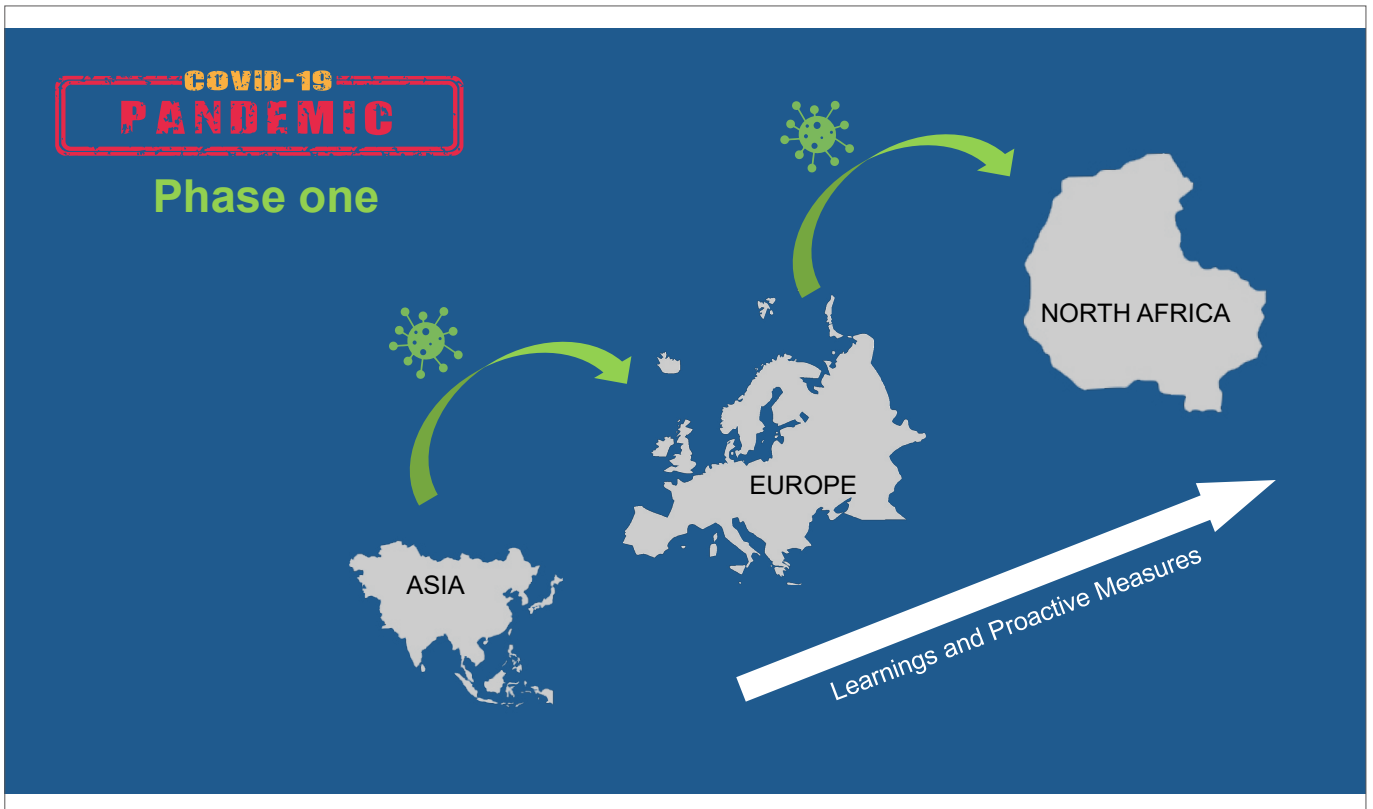 COVID-19
PANDEMIC
Phase one
NORTH AFRICA
EUROPE
ASIA
Learnings and Proactive Measures